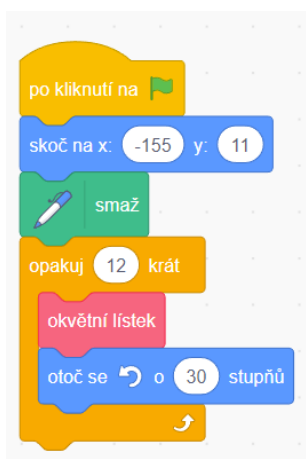 po kliknutí na
skoč na x: -155 y: 11
smaž
opakuj 12 krát
okvětní lístek
otoč se o 30 stupňů